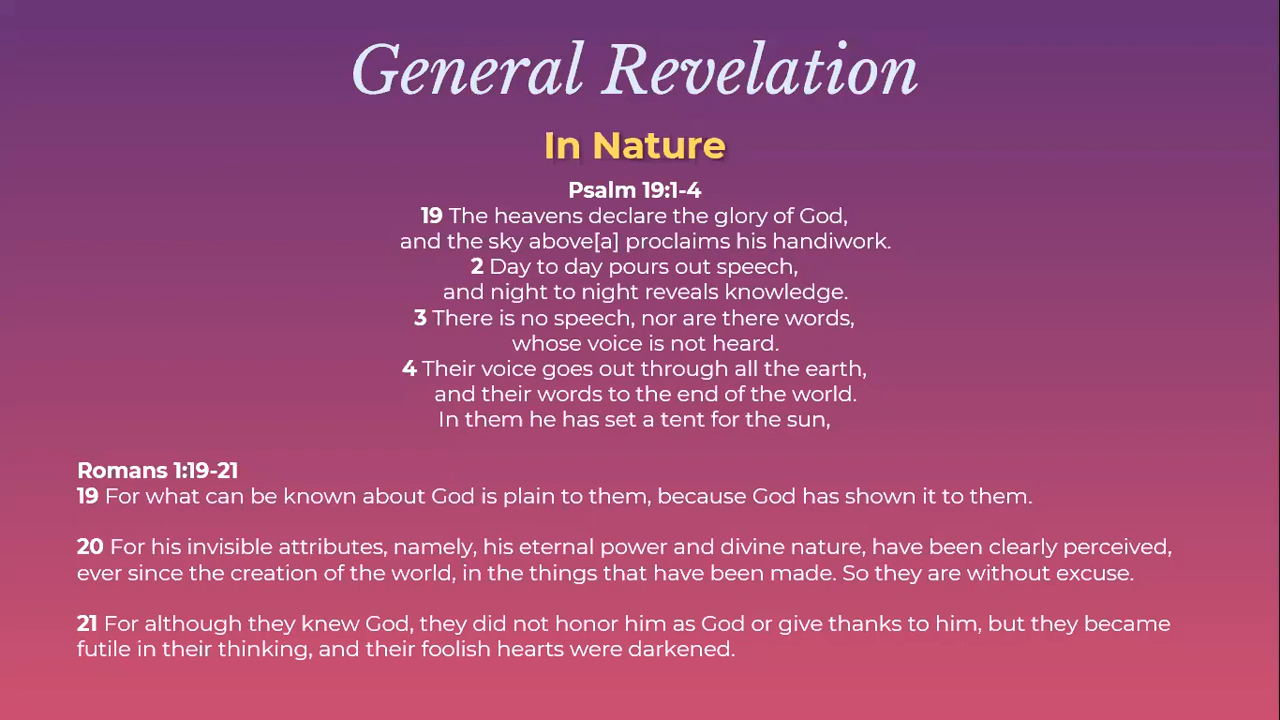 General Revelation
In Nature
Psalm 19:1-4
19 The heavens declare the glory of God,
and the sky above[a] proclaims his handiwork.
2 Day to day pours out speech,
and night to night reveals knowledge.
3 There is no speech, nor are there words,
whose voice is not heard.
4 Their voice goes out through all the earth,
and their words to the end of the world.
In them he has set a tent for the sun,
Romans 1:19-21
19 For what can be known about God is plain to them, because God has shown it to them.
20 For his invisible attributes, namely, his eternal power and divine nature, have been clearly perceived,
ever since the creation of the world, in the things that have been made. So they are without excuse.
21 For although they knew God, they did not honor him as God or give thanks to him, but they became
futile in their thinking, and their foolish hearts were darkened.